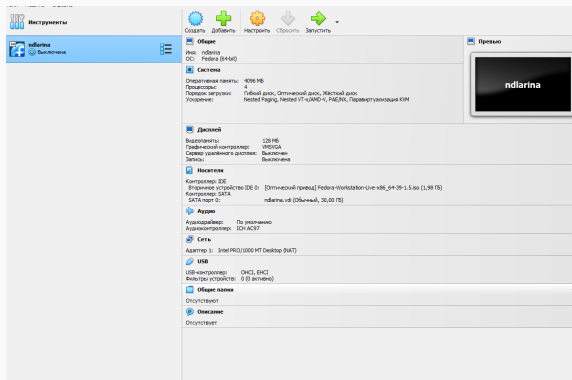 Инструменты
ndlarina
Выключена
Создать Добавить Настроить Сбросить Запустить
Общие
Имя: ndlarina
ОС: Fedora (64-bit)
Система
Оперативная память: 4096 МБ
Процессоры: 4
Порядок загрузки: Гибкий диск, Оптический диск, Жёсткий диск
Ускорение: Nested Paging, Nested VT-x/AMD-V, PAE/NX, Паравиртуализация KVM
Превью
ndlarina
Дисплей
Видеопамять: 128 МБ
Графический контроллер: VMSVGA
Сервер удалённого дисплея: Выключен
Запись: Выключена
Носители
Контроллер: IDE
Вторичное устройство IDE 0: [Оптический привод] Fedora-Workstation-Live-x86_64-39-1.5.iso (1,98 ГБ)
Контроллер: SATA
SATA порт 0: ndlarina.vdi (Обычный, 30,00 ГБ)
Аудио
Аудиодрайвер: По умолчанию
Аудиоконтроллер: ICH AC97
Сеть
Адаптер 1: Intel PRO/1000 MT Desktop (NAT)
USB
USB-контроллер: OHCI, EHCI
Фильтры устройств: 0 (0 активно)
Общие папки
Отсутствуют
Описание
Отсутствует